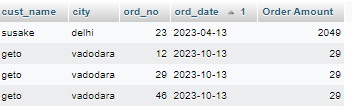 cust_name city ord_no ord_date 1 Order Amount
susake delhi 23 2023-04-13 2049
geto vadodara 12 2023-10-13 29
geto vadodara 29 2023-10-13 29
geto vadodara 46 2023-10-13 29